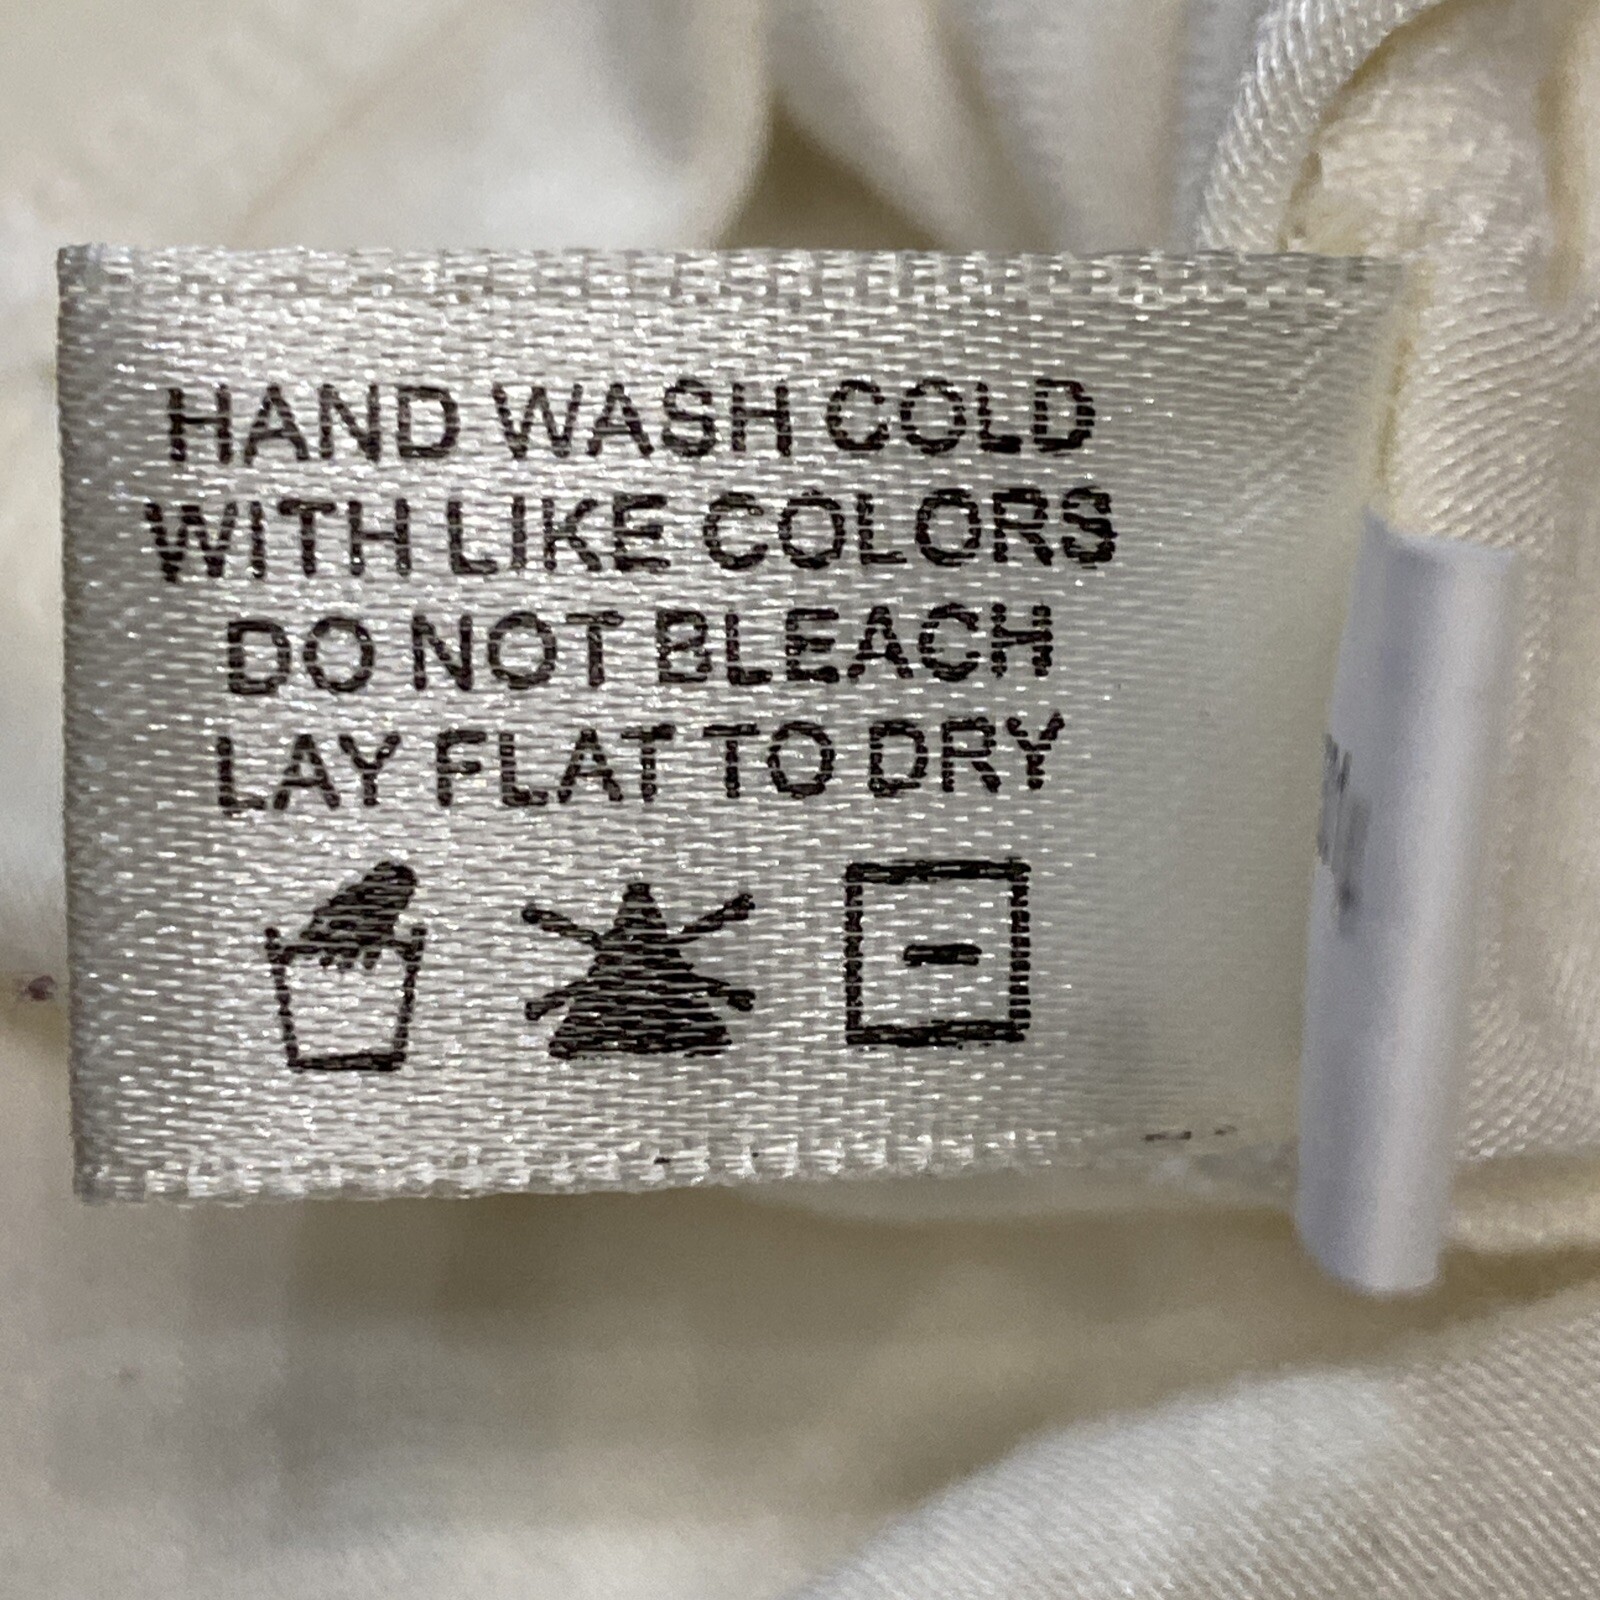 HAND WASH COLD
WITH LIKE COLORS
DO NOT BLEACH
LAY FLAT TO DRY